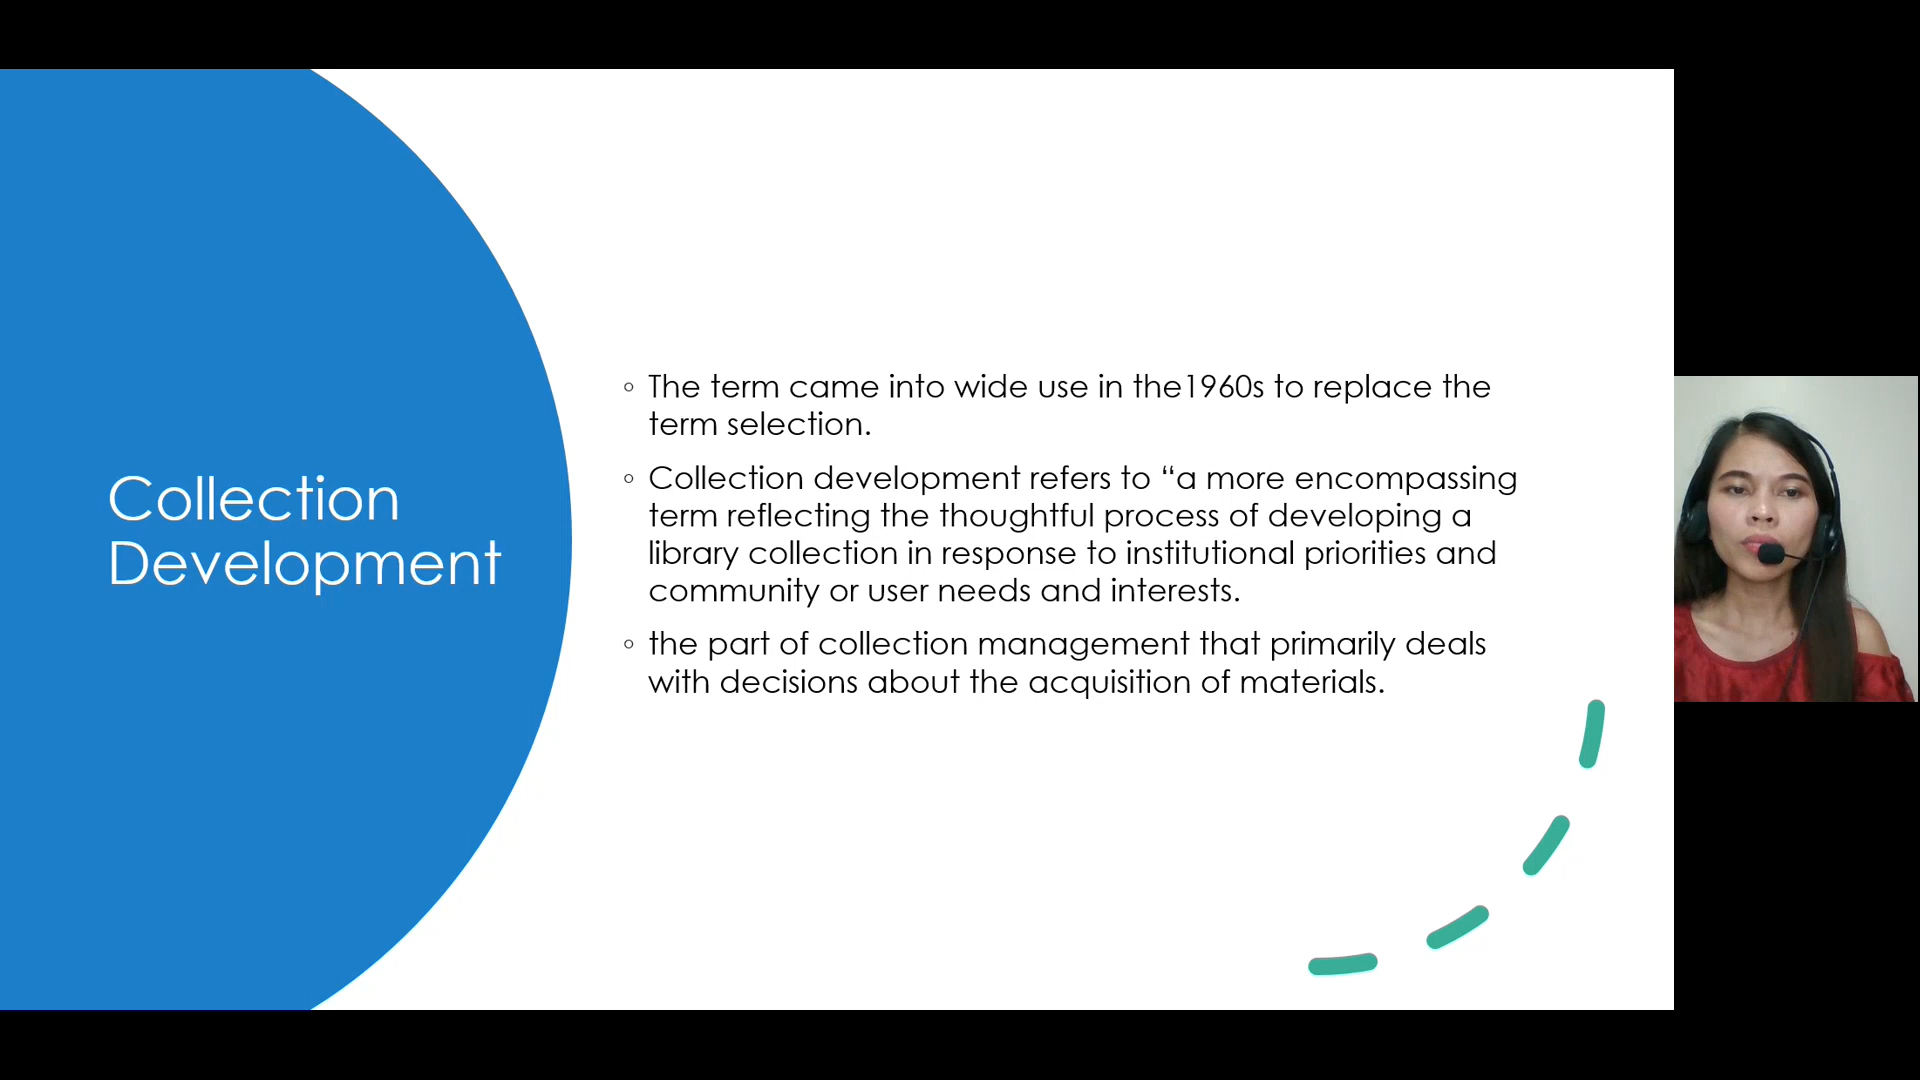 Collection
Development
◦ The term came into wide use in the1960s to replace the
term selection.
◦ Collection development refers to “a more encompassing
term reflecting the thoughtful process of developing a
library collection in response to institutional priorities and
community or user needs and interests.
◦ the part of collection management that primarily deals
with decisions about the acquisition of materials.